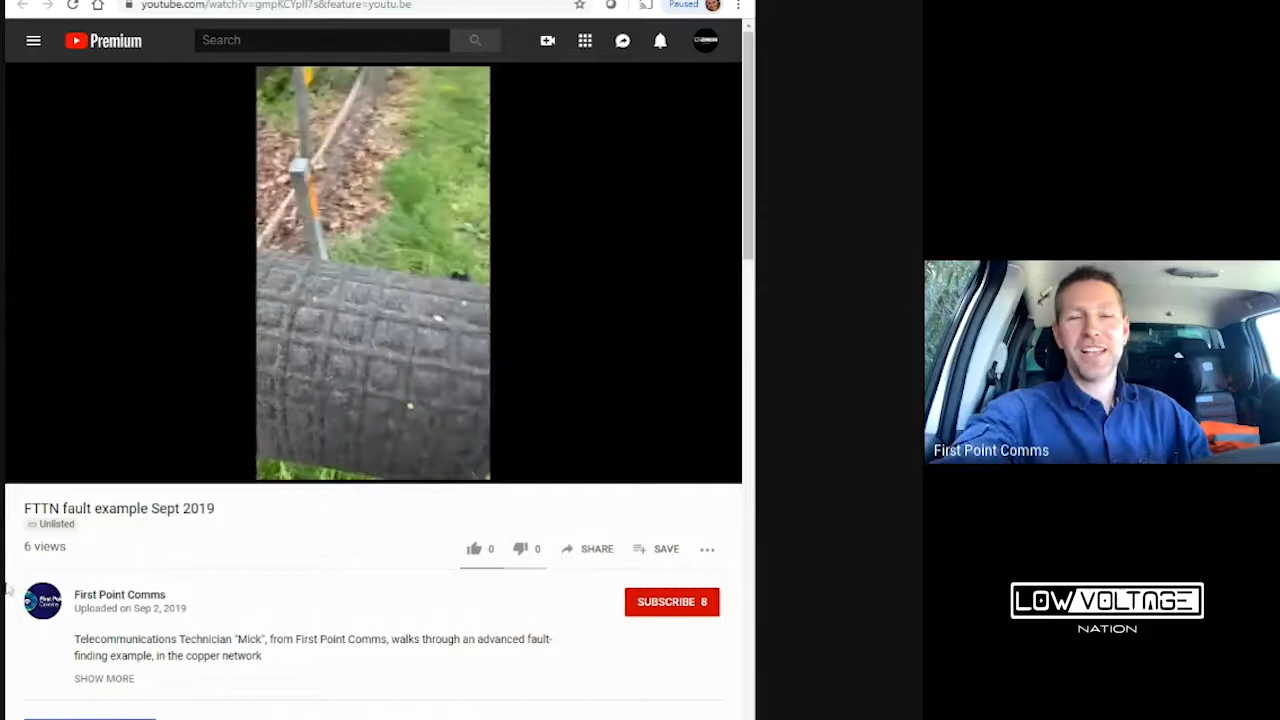 youtube.com/watch?v=gmpKCYpII7s&feature=youtu.be
Paused
Premium
Search
FTTN fault example Sept 2019
Unlisted
6 views
0
0
SHARE
SAVE
First Point Comms
Uploaded on Sep 2, 2019
SUBSCRIBE 8
Telecommunications Technician "Mick", from First Point Comms, walks through an advanced fault-
finding example, in the copper network
SHOW MORE
First Point Comms
LOW VOLTAGE
NATION